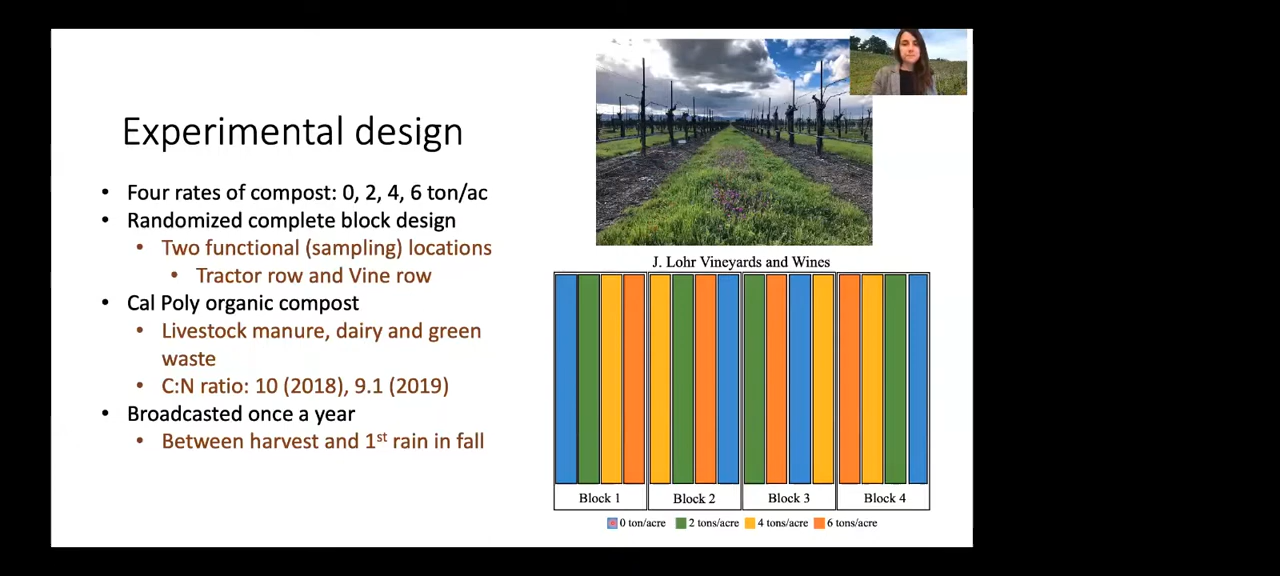 Experimental design
• Four rates of compost: 0, 2, 4, 6 ton/ac
• Randomized complete block design
• Two functional (sampling) locations
• Tractor row and Vine row
• Cal Poly organic compost
• Livestock manure, dairy and green
waste
• C:N ratio: 10 (2018), 9.1 (2019)
• Broadcasted once a year
• Between harvest and 1st rain in fall
J. Lohr Vineyards and Wines
Block 1 Block 2 Block 3 Block 4
0 ton/acre 2 tons/acre 4 tons/acre 6 tons/acre